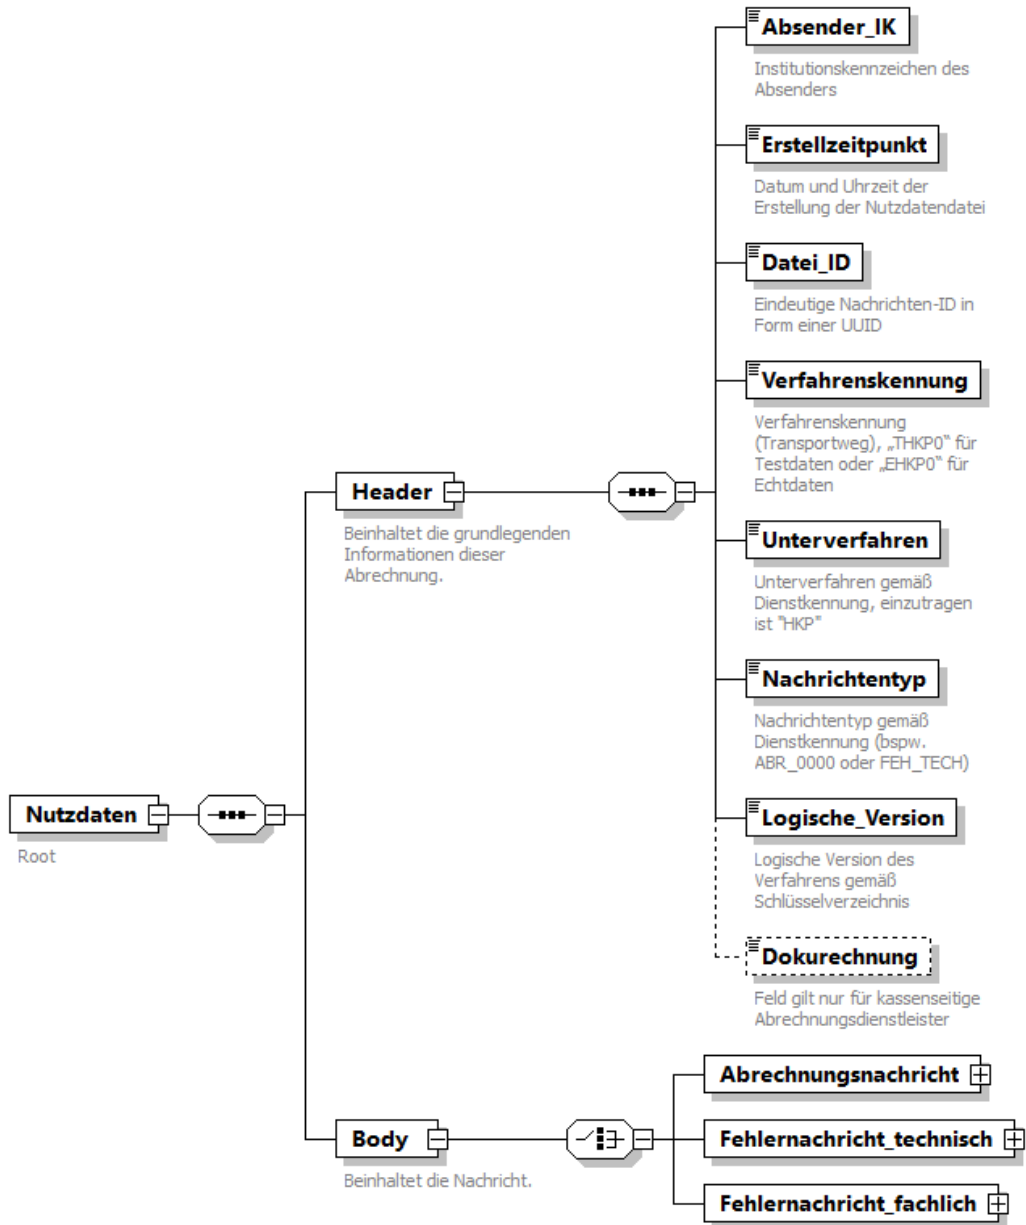 Absender_IK
Institutionskennzeichen des
Absenders
Erstellzeitpunkt
Datum und Uhrzeit der
Erstellung der Nutzdatendatei
Datei_ID
Eindeutige Nachrichten-ID in
Form einer UUID
Verfahrenskennung
Verfahrenskennung
(Transportweg), „THKP0“ für
Testdaten oder „EHKP0“ für
Echtdaten
Header
Beinhaltet die grundlegenden
Informationen dieser
Abrechnung.
Unterverfahren
Unterverfahren gemäß
Dienstkennung, einzutragen
ist "HKP"
Nachrichtentyp
Nachrichtentyp gemäß
Dienstkennung (bspw.
ABR_0000 oder FEH_TECH)
Nutzdaten
Root
Logische_Version
Logische Version des
Verfahrens gemäß
Schlüsselverzeichnis
Dokurechnung
Feld gilt nur für kassenseitige
Abrechnungsdienstleister
Body
Beinhaltet die Nachricht.
Abrechnungsnachricht
Fehlernachricht_technisch
Fehlernachricht_fachlich